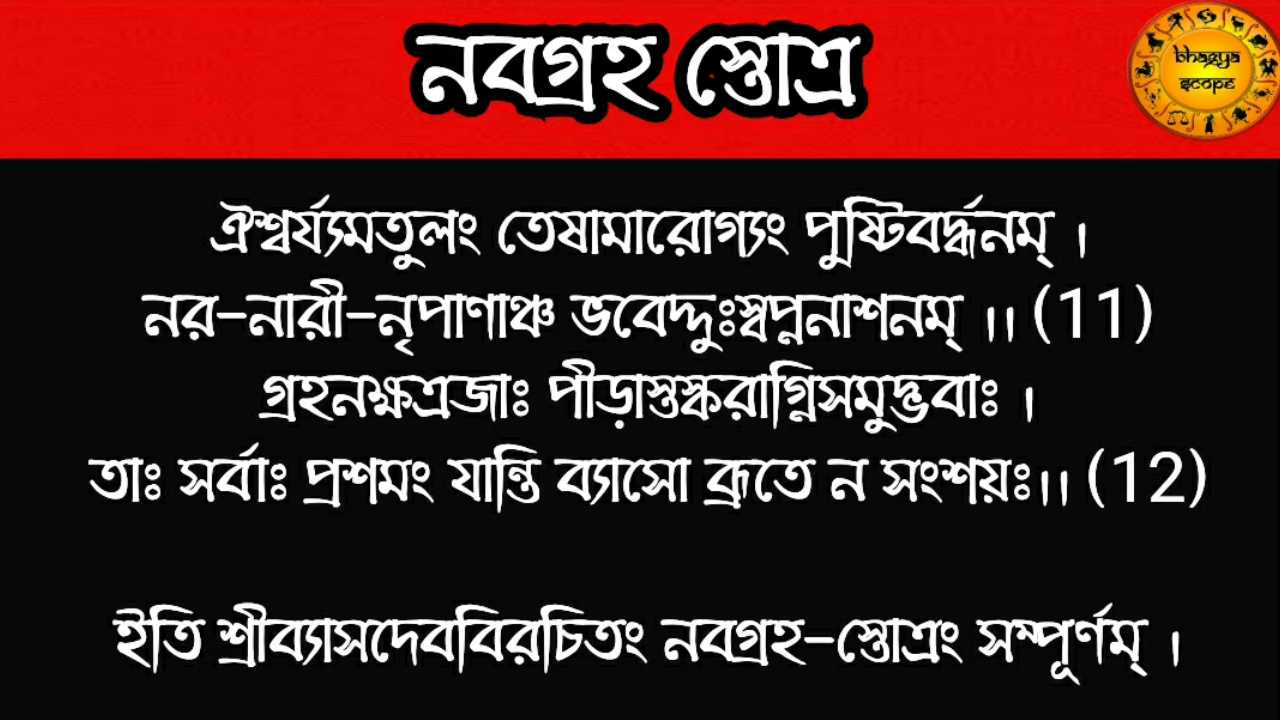 নবগ্রহ স্তোত্র
bhagya
scope
ঐশ্বর্য্যমতুলং তেষামারোগ্যং পুষ্টিবর্দ্ধনম্ ।
নর-নারী-নৃপাণাঞ্চ ভবেদ্দুঃস্বপ্ননাশনম্ ।। (11)
গ্রহনক্ষত্রজাঃ পীড়াস্তস্করাগ্নিসমুদ্ভবাঃ ।
তাঃ সর্বাঃ প্রশমং যান্তি ব্যাসো ব্রূতে ন সংশয়ঃ।। (12)
ইতি শ্রীব্যাসদেববিরচিতং নবগ্রহ-স্তোত্রং সম্পূর্ণম্ ।